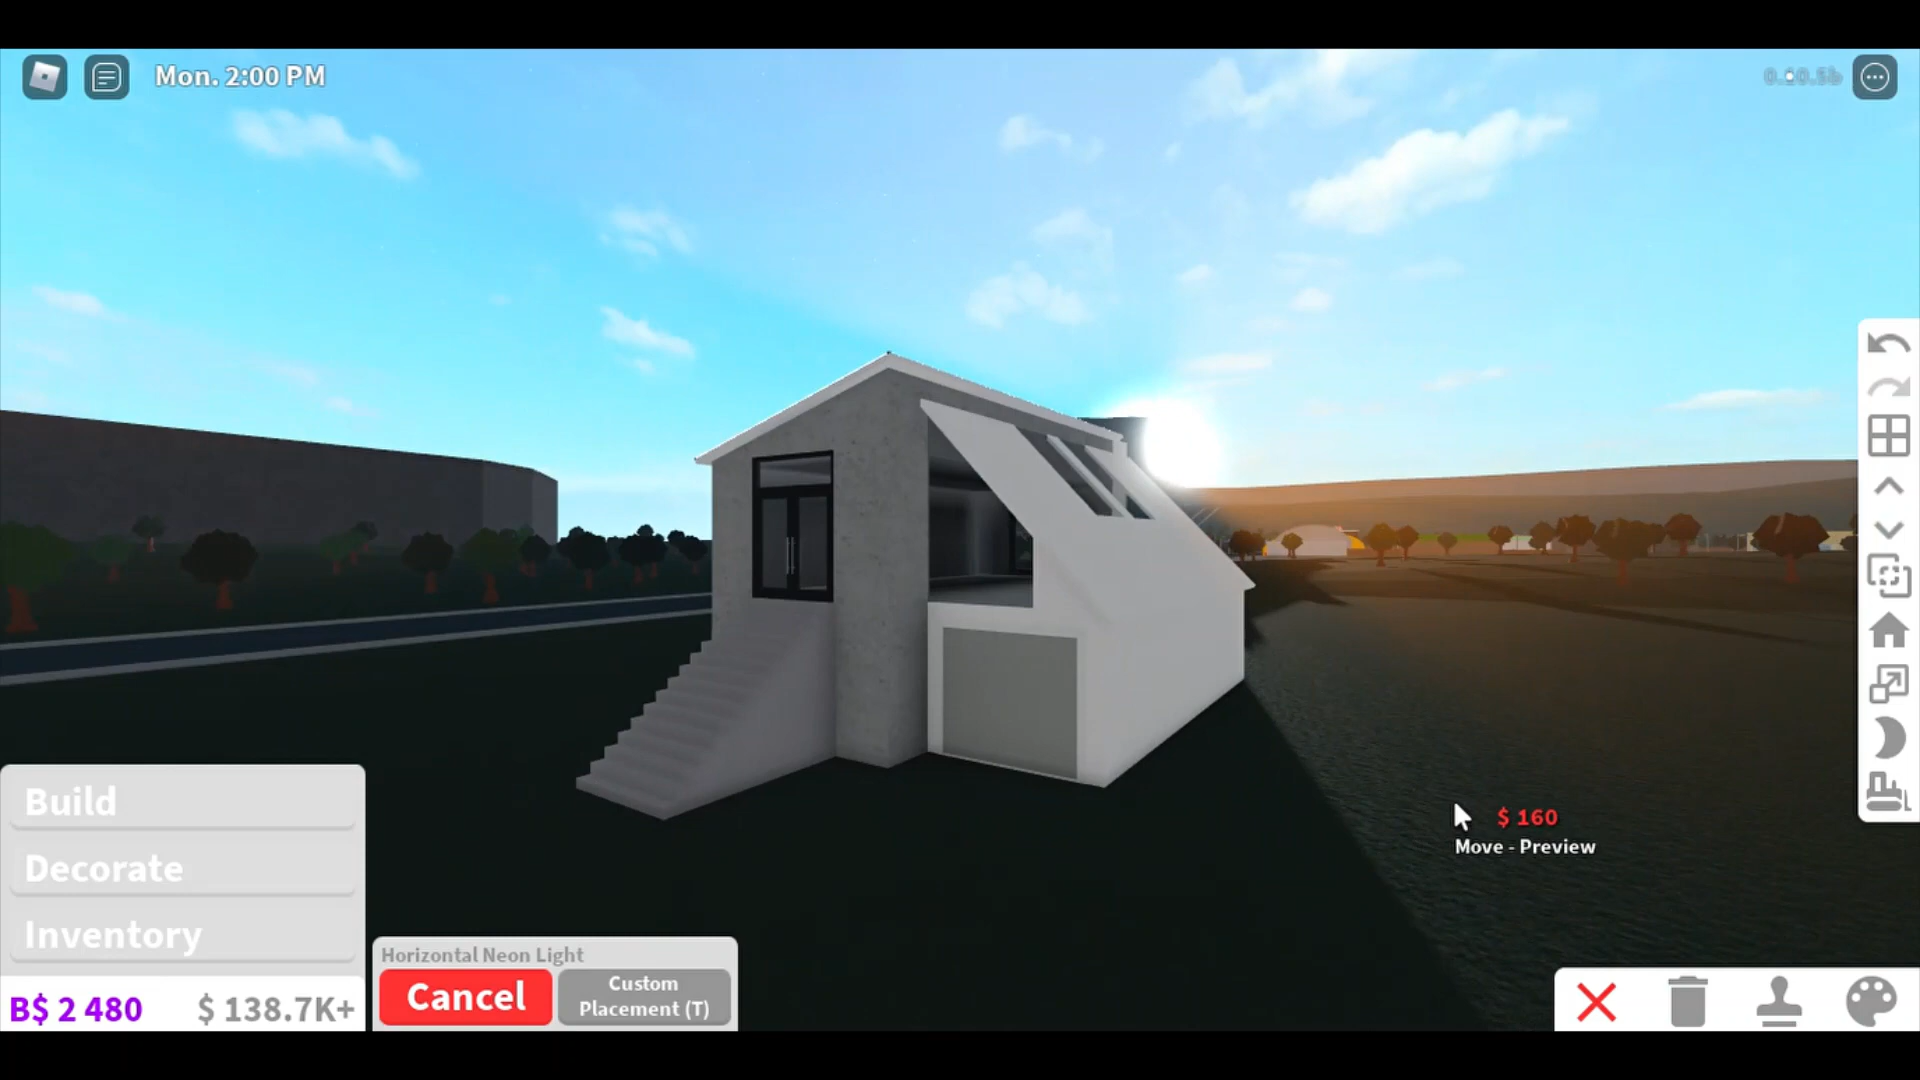 Mon. 2:00 PM
Build
Decorate
Inventory
B$ 2 480
$ 138.7K+
Horizontal Neon Light
Cancel
Custom
Placement (T)
$ 160
Move - Preview